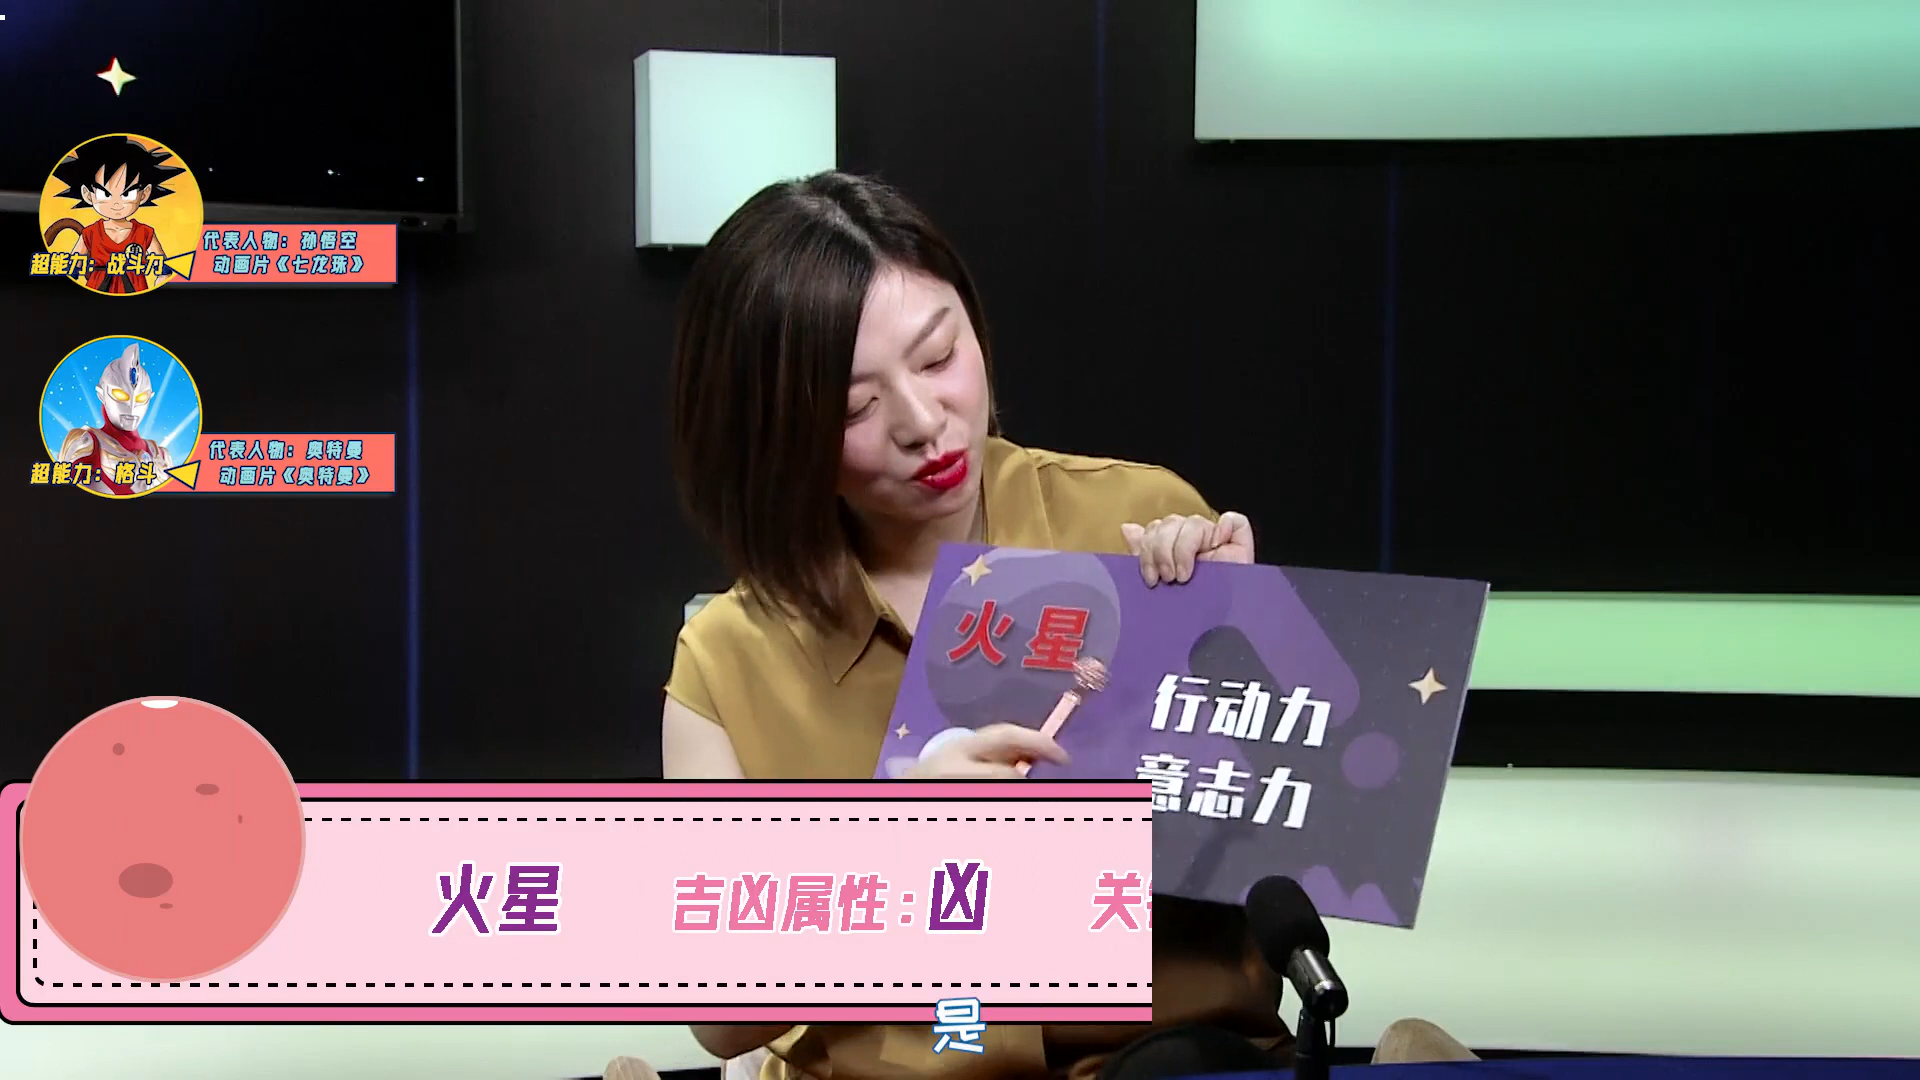 代表人物：孙悟空
动画片《七龙珠》
超能力：战斗力
代表人物：奥特曼
动画片《奥特曼》
超能力：格斗
火星
行动力
意志力
火星 吉凶属性：凶 关
是